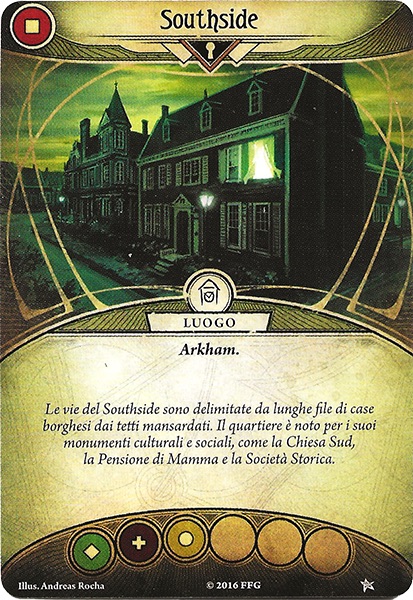 Southside
LUOGO
Arkham.
Le vie del Southside sono delimitate da lunghe file di case
borghesi dai tetti mansardati. Il quartiere è noto per i suoi
monumenti culturali e sociali, come la Chiesa Sud,
la Pensione di Mamma e la Società Storica.
Illus. Andreas Rocha
© 2016 FFG